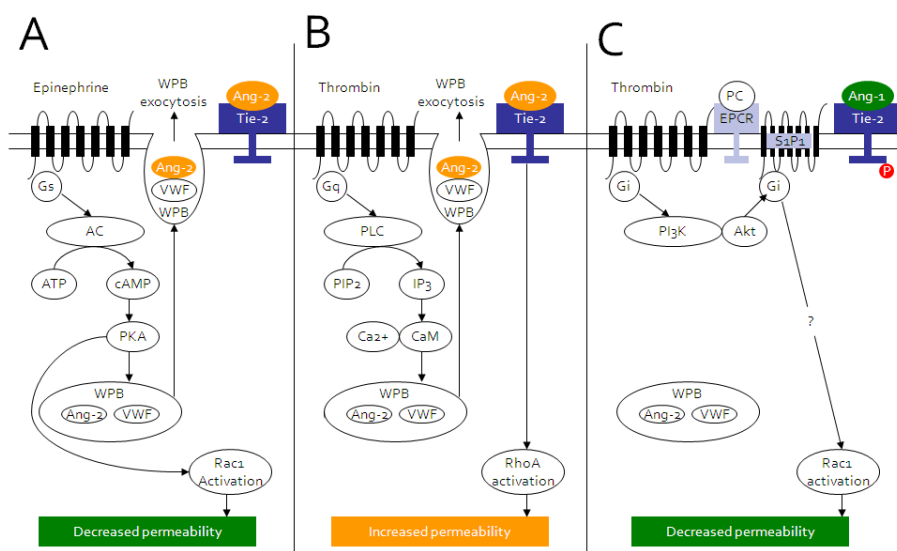 A
Epinephrine
WPB
exocytosis
Ang-2
Tie-2
Ang-2
VWF
WPB
Gs
AC
ATP
cAMP
PKA
WPB
Ang-2
VWF
Rac1
Activation
Decreased permeability
B
Thrombin
WPB
exocytosis
Ang-2
Tie-2
Ang-2
VWF
WPB
Gq
PLC
PIP2
IP3
Ca2+
CaM
WPB
Ang-2
VWF
RhoA
activation
Increased permeability
C
Thrombin
PC
EPCR
S1P1
Ang-1
Tie-2
P
Gi
Gi
PI3K
Akt
?
WPB
Ang-2
VWF
Rac1
activation
Decreased permeability